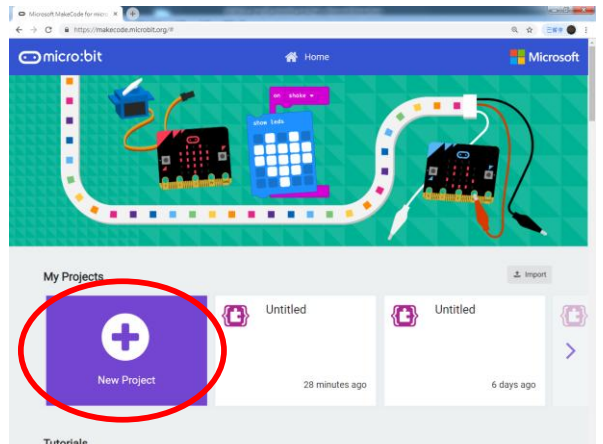 Microsoft MakeCode for micro
https://makecode.microbit.org/#
micro:bit
Home
Microsoft
on shake
show leds
My Projects
Import
New Project
Untitled
28 minutes ago
Untitled
6 days ago
Tutorials